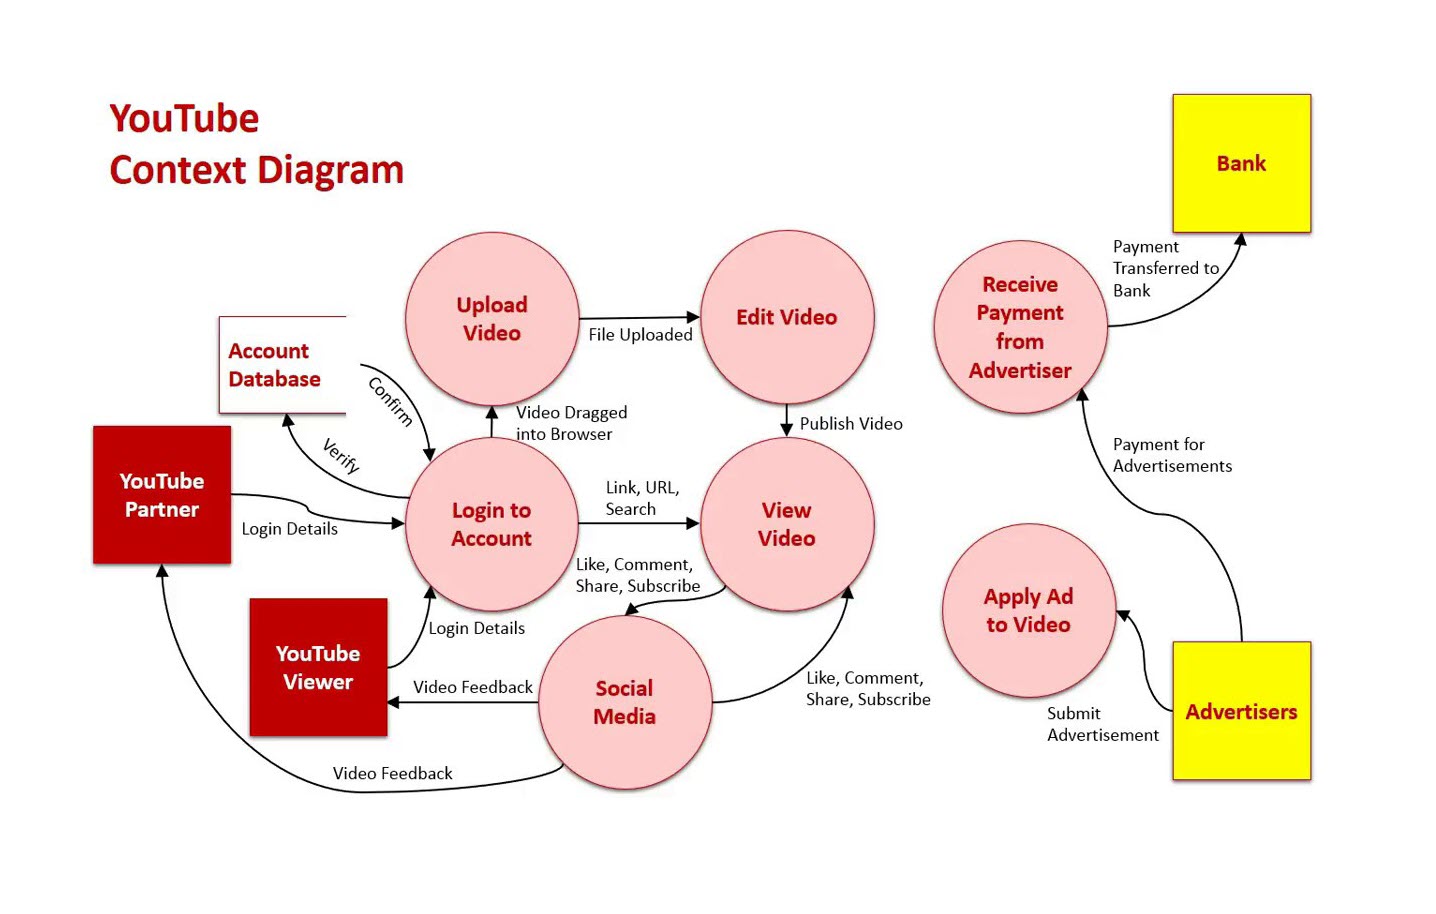 YouTube
Context Diagram
Bank
Payment
Transferred to
Bank
Receive
Payment
from
Advertiser
Upload
Video
File Uploaded
Edit Video
Account
Database
Confirm
Verify
Video Dragged
into Browser
Publish Video
Payment for
Advertisements
YouTube
Partner
Login Details
Login to
Account
Link, URL,
Search
View
Video
Like, Comment,
Share, Subscribe
Apply Ad
to Video
YouTube
Viewer
Login Details
Video Feedback
Social
Media
Like, Comment,
Share, Subscribe
Submit
Advertisement
Advertisers
Video Feedback